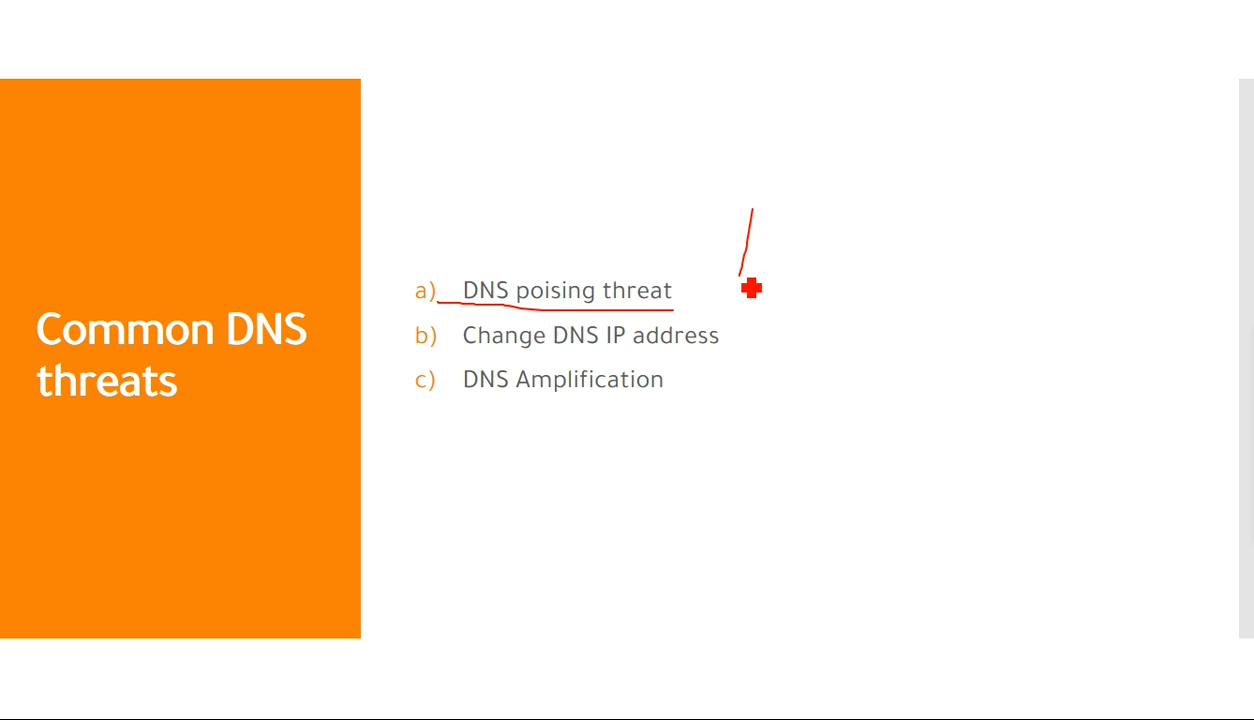 Common DNS
threats
a) DNS poising threat
b) Change DNS IP address
c) DNS Amplification